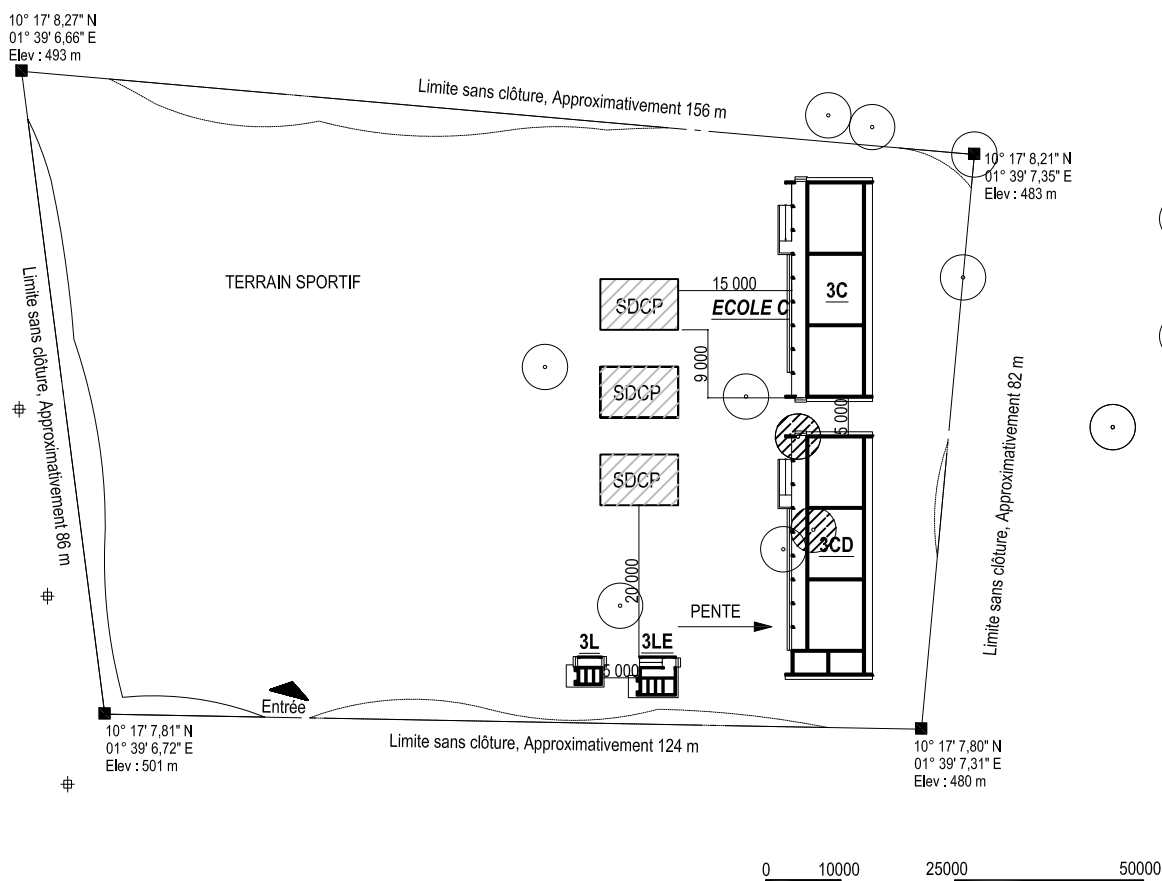 10° 17' 8,27" N
01° 39' 6,66" E
Elev : 493 m
Limite sans clôture, Approximativement 156 m
10° 17' 8,21" N
01° 39' 7,35" E
Elev : 483 m
TERRAIN SPORTIF
15 000
SDCP
ECOLE C
3C
9 000
Limite sans clôture, Approximativement 86 m
SDCP
Limite sans clôture, Approximativement 82 m
5 000
SDCP
3CD
20 000
PENTE
3L
3LE
5 000
Entrée
10° 17' 7,81" N
01° 39' 6,72" E
Elev : 501 m
Limite sans clôture, Approximativement 124 m
10° 17' 7,80" N
01° 39' 7,31" E
Elev : 480 m
0 10000 25000 50000